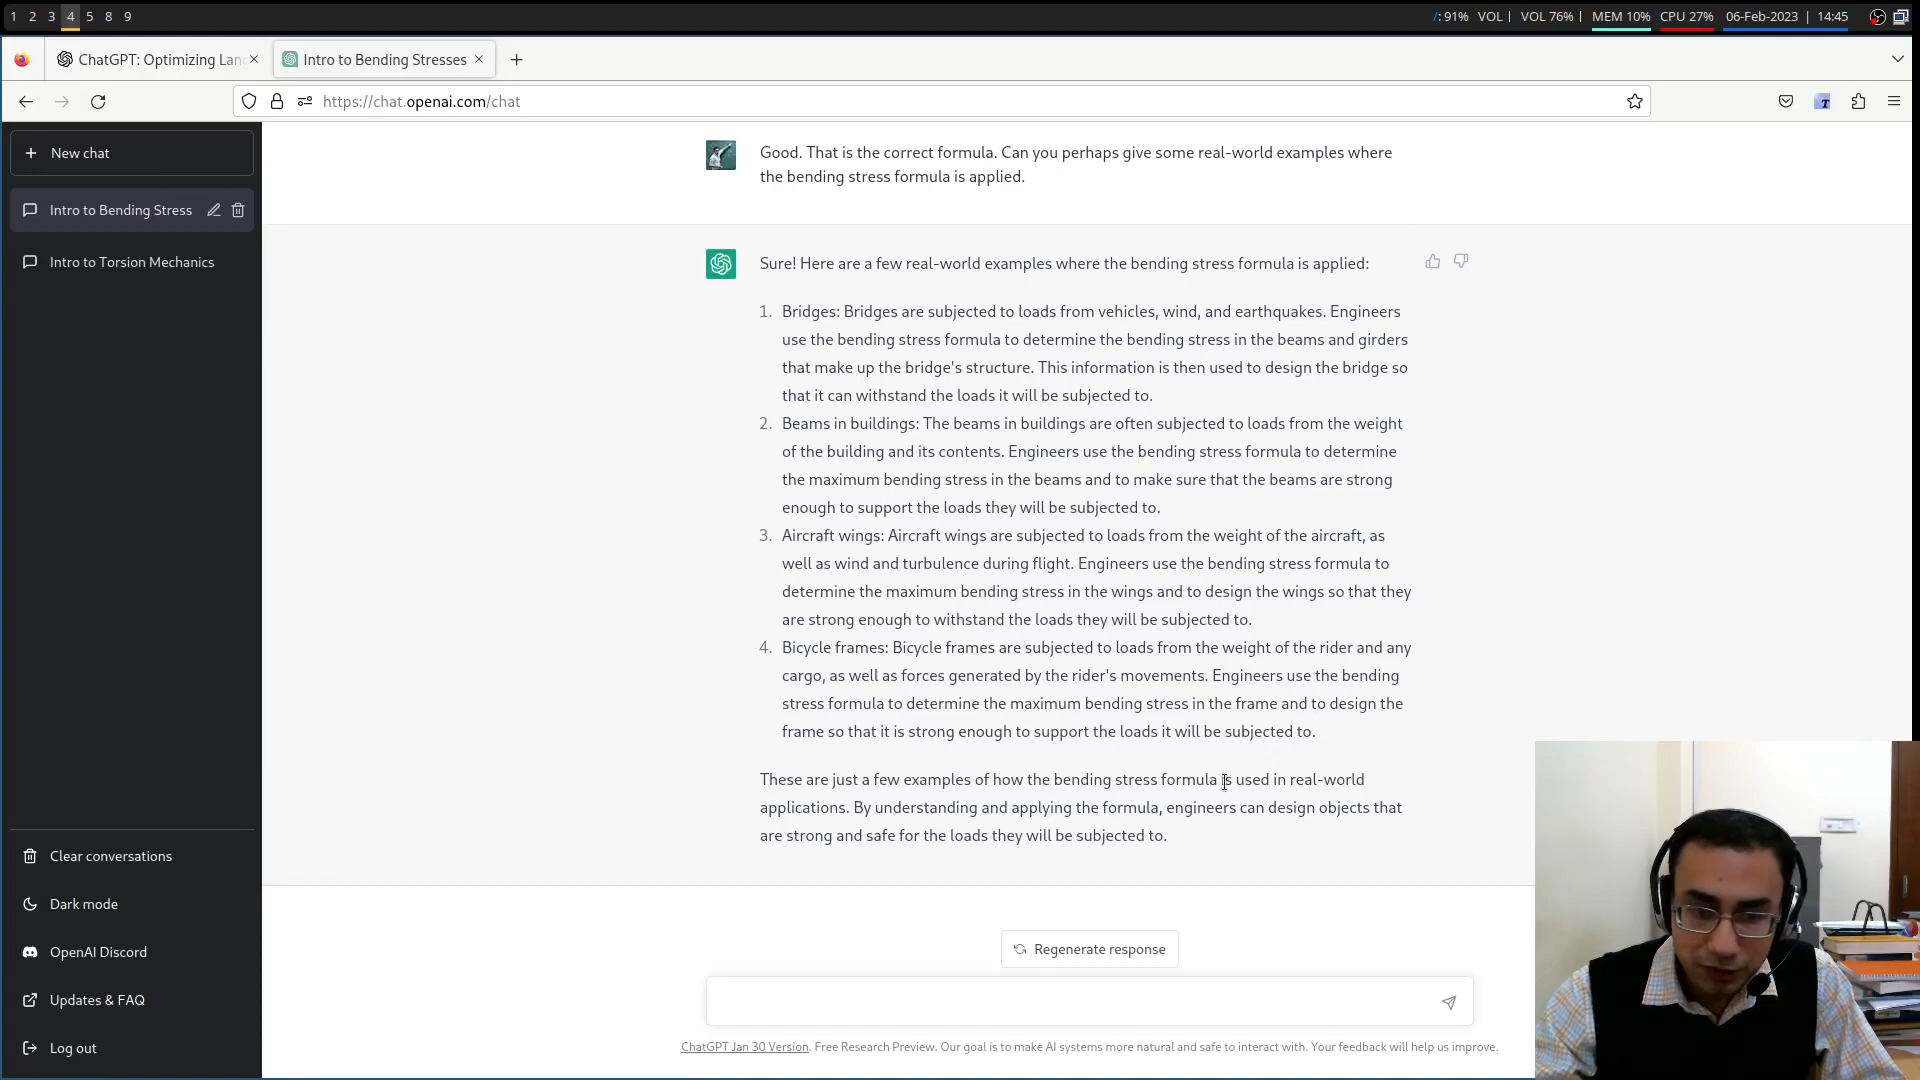 1 2 3 4 5 8 9
/: 91% VOL | VOL 76% | MEM 10% CPU 27% 06-Feb-2023 | 14:45
ChatGPT: Optimizing Lan
Intro to Bending Stresses
https://chat.openai.com/chat
New chat
Intro to Bending Stress
Intro to Torsion Mechanics
Clear conversations
Dark mode
OpenAI Discord
Updates & FAQ
Log out
Good. That is the correct formula. Can you perhaps give some real-world examples where
the bending stress formula is applied.
Sure! Here are a few real-world examples where the bending stress formula is applied:
1. Bridges: Bridges are subjected to loads from vehicles, wind, and earthquakes. Engineers
use the bending stress formula to determine the bending stress in the beams and girders
that make up the bridge's structure. This information is then used to design the bridge so
that it can withstand the loads it will be subjected to.
2. Beams in buildings: The beams in buildings are often subjected to loads from the weight
of the building and its contents. Engineers use the bending stress formula to determine
the maximum bending stress in the beams and to make sure that the beams are strong
enough to support the loads they will be subjected to.
3. Aircraft wings: Aircraft wings are subjected to loads from the weight of the aircraft, as
well as wind and turbulence during flight. Engineers use the bending stress formula to
determine the maximum bending stress in the wings and to design the wings so that they
are strong enough to withstand the loads they will be subjected to.
4. Bicycle frames: Bicycle frames are subjected to loads from the weight of the rider and any
cargo, as well as forces generated by the rider's movements. Engineers use the bending
stress formula to determine the maximum bending stress in the frame and to design the
frame so that it is strong enough to support the loads it will be subjected to.
These are just a few examples of how the bending stress formula is used in real-world
applications. By understanding and applying the formula, engineers can design objects that
are strong and safe for the loads they will be subjected to.
Regenerate response
ChatGPT Jan 30 Version. Free Research Preview. Our goal is to make AI systems more natural and safe to interact with. Your feedback will help us improve.